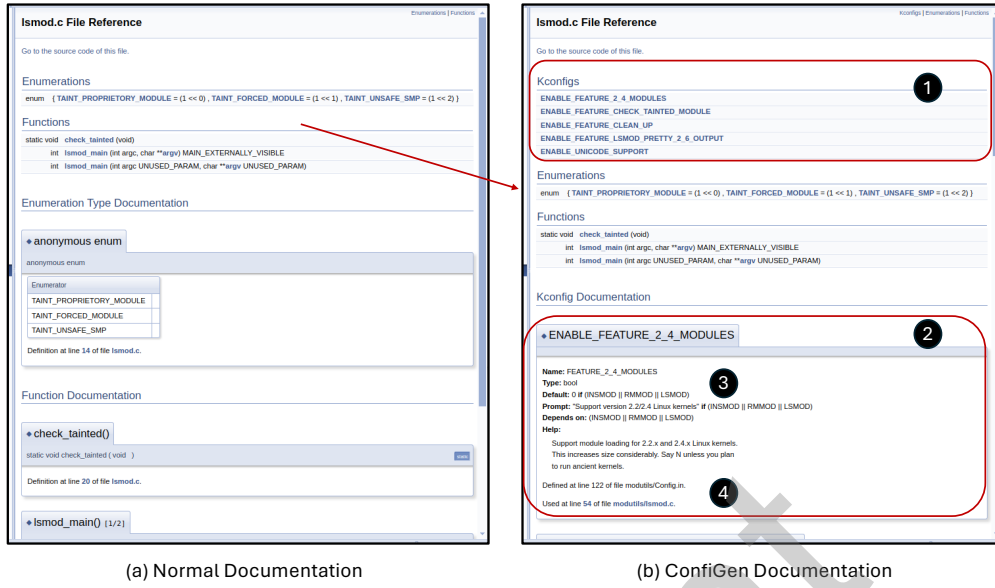 Enumerations | Functions
lsmod.c File Reference
Go to the source code of this file.
Enumerations
enum { TAINT_PROPRIETORY_MODULE = (1 << 0) , TAINT_FORCED_MODULE = (1 << 1) , TAINT_UNSAFE_SMP = (1 << 2) }
Functions
static void check_tainted (void)
int lsmod_main (int argc, char **argv) MAIN_EXTERNALLY_VISIBLE
int lsmod_main (int argc UNUSED_PARAM, char **argv UNUSED_PARAM)
Enumeration Type Documentation
◆ anonymous enum
anonymous enum
Enumerator
TAINT_PROPRIETORY_MODULE
TAINT_FORCED_MODULE
TAINT_UNSAFE_SMP
Definition at line 14 of file lsmod.c.
Function Documentation
◆ check_tainted()
static void check_tainted ( void )
static
Definition at line 20 of file lsmod.c.
◆ lsmod_main() [1/2]
(a) Normal Documentation
Kconfigs | Enumerations | Functions
lsmod.c File Reference
Go to the source code of this file.
Kconfigs
1
ENABLE_FEATURE_2_4_MODULES
ENABLE_FEATURE_CHECK_TAINTED_MODULE
ENABLE_FEATURE_CLEAN_UP
ENABLE_FEATURE_LSMOD_PRETTY_2_6_OUTPUT
ENABLE_UNICODE_SUPPORT
Enumerations
enum { TAINT_PROPRIETORY_MODULE = (1 << 0) , TAINT_FORCED_MODULE = (1 << 1) , TAINT_UNSAFE_SMP = (1 << 2) }
Functions
static void check_tainted (void)
int lsmod_main (int argc, char **argv) MAIN_EXTERNALLY_VISIBLE
int lsmod_main (int argc UNUSED_PARAM, char **argv UNUSED_PARAM)
Kconfig Documentation
◆ ENABLE_FEATURE_2_4_MODULES
2
Name: FEATURE_2_4_MODULES
Type: bool
3
Default: 0 if (INSMOD || RMMOD || LSMOD)
Prompt: "Support version 2.2/2.4 Linux kernels" if (INSMOD || RMMOD || LSMOD)
Depends on: (INSMOD || RMMOD || LSMOD)
Help:
Support module loading for 2.2.x and 2.4.x Linux kernels.
This increases size considerably. Say N unless you plan
to run ancient kernels.
Defined at line 122 of file modutils/Config.in.
4
Used at line 54 of file modutils/lsmod.c.
(b) ConfiGen Documentation